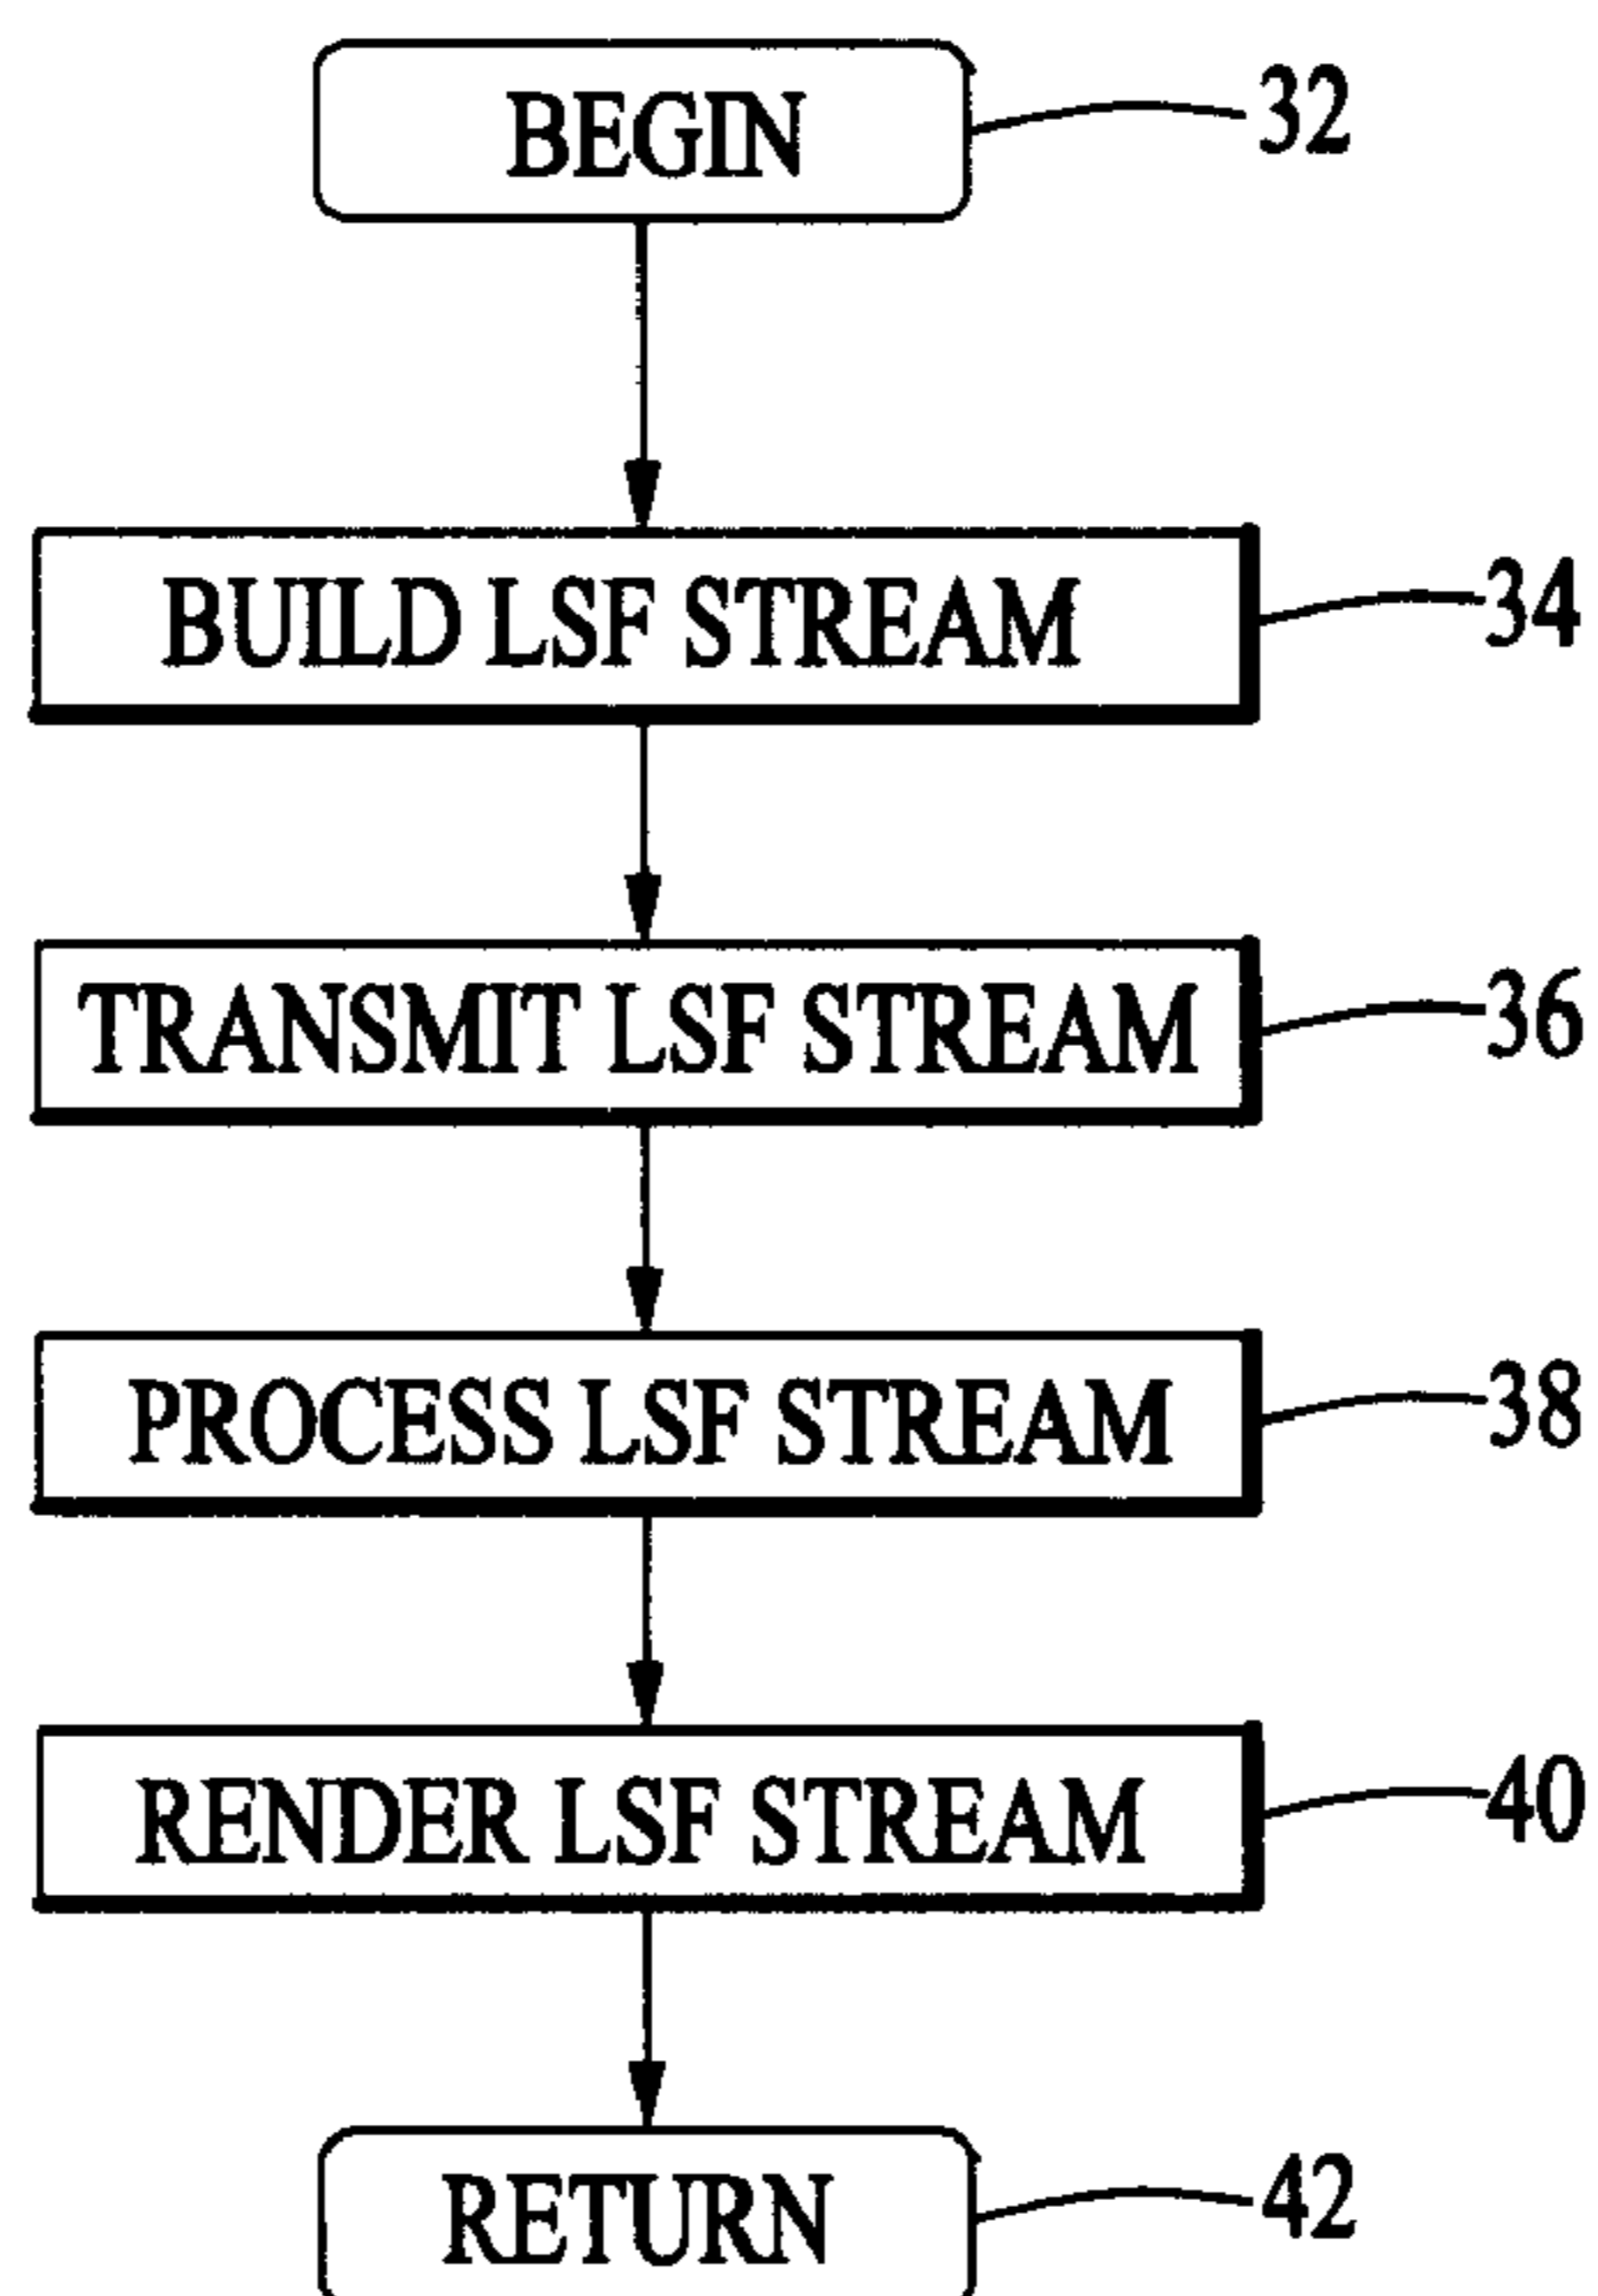 BEGIN 32
BUILD LSF STREAM 34
TRANSMIT LSF STREAM 36
PROCESS LSF STREAM 38
RENDER LSF STREAM 40
RETURN 42